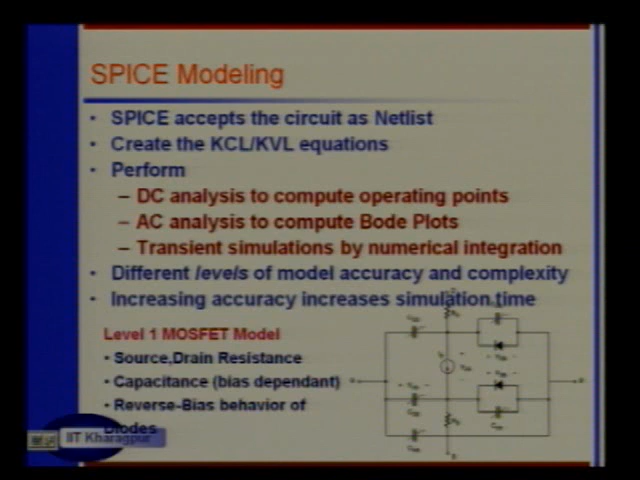 SPICE Modeling
• SPICE accepts the circuit as Netlist
• Create the KCL/KVL equations
• Perform
– DC analysis to compute operating points
– AC analysis to compute Bode Plots
– Transient simulations by numerical integration
• Different levels of model accuracy and complexity
• Increasing accuracy increases simulation time
Level 1 MOSFET Model
• Source,Drain Resistance
• Capacitance (bias dependant)
• Reverse-Bias behavior of
Diodes
IIT Kharagpur